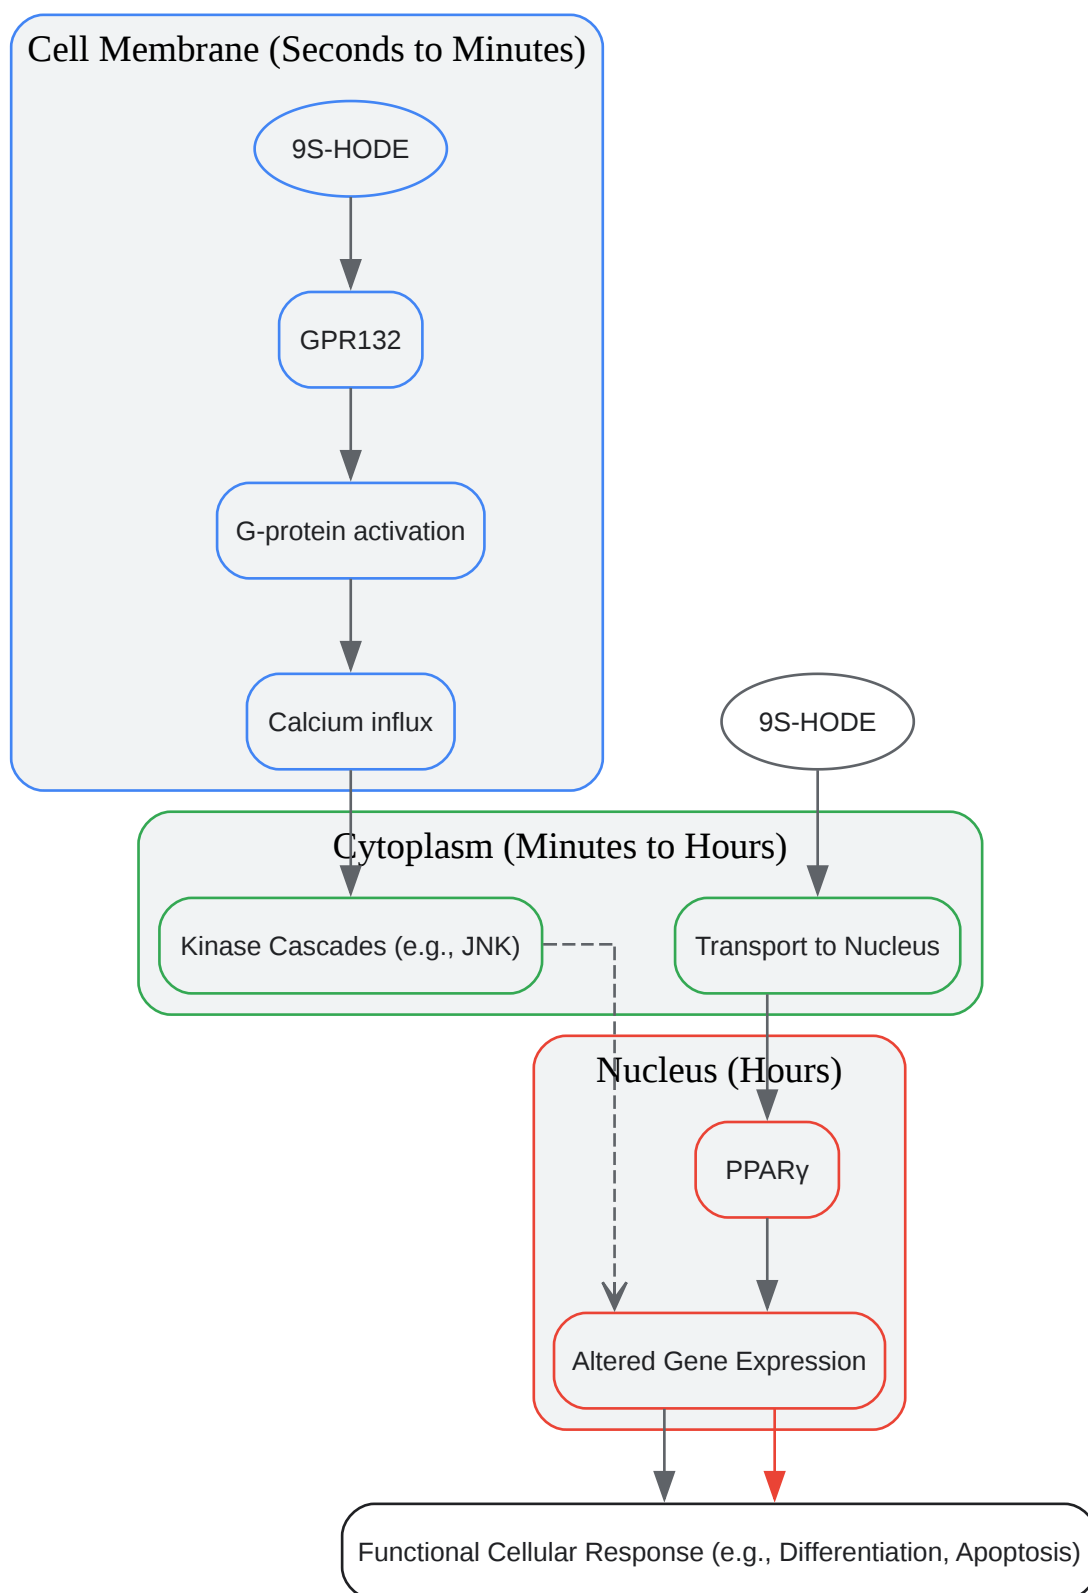 Cell Membrane (Seconds to Minutes)
9S-HODE
GPR132
G-protein activation
Calcium influx
9S-HODE
Cytoplasm (Minutes to Hours)
Kinase Cascades (e.g., JNK)
Transport to Nucleus
Nucleus (Hours)
PPARγ
Altered Gene Expression
Functional Cellular Response (e.g., Differentiation, Apoptosis)